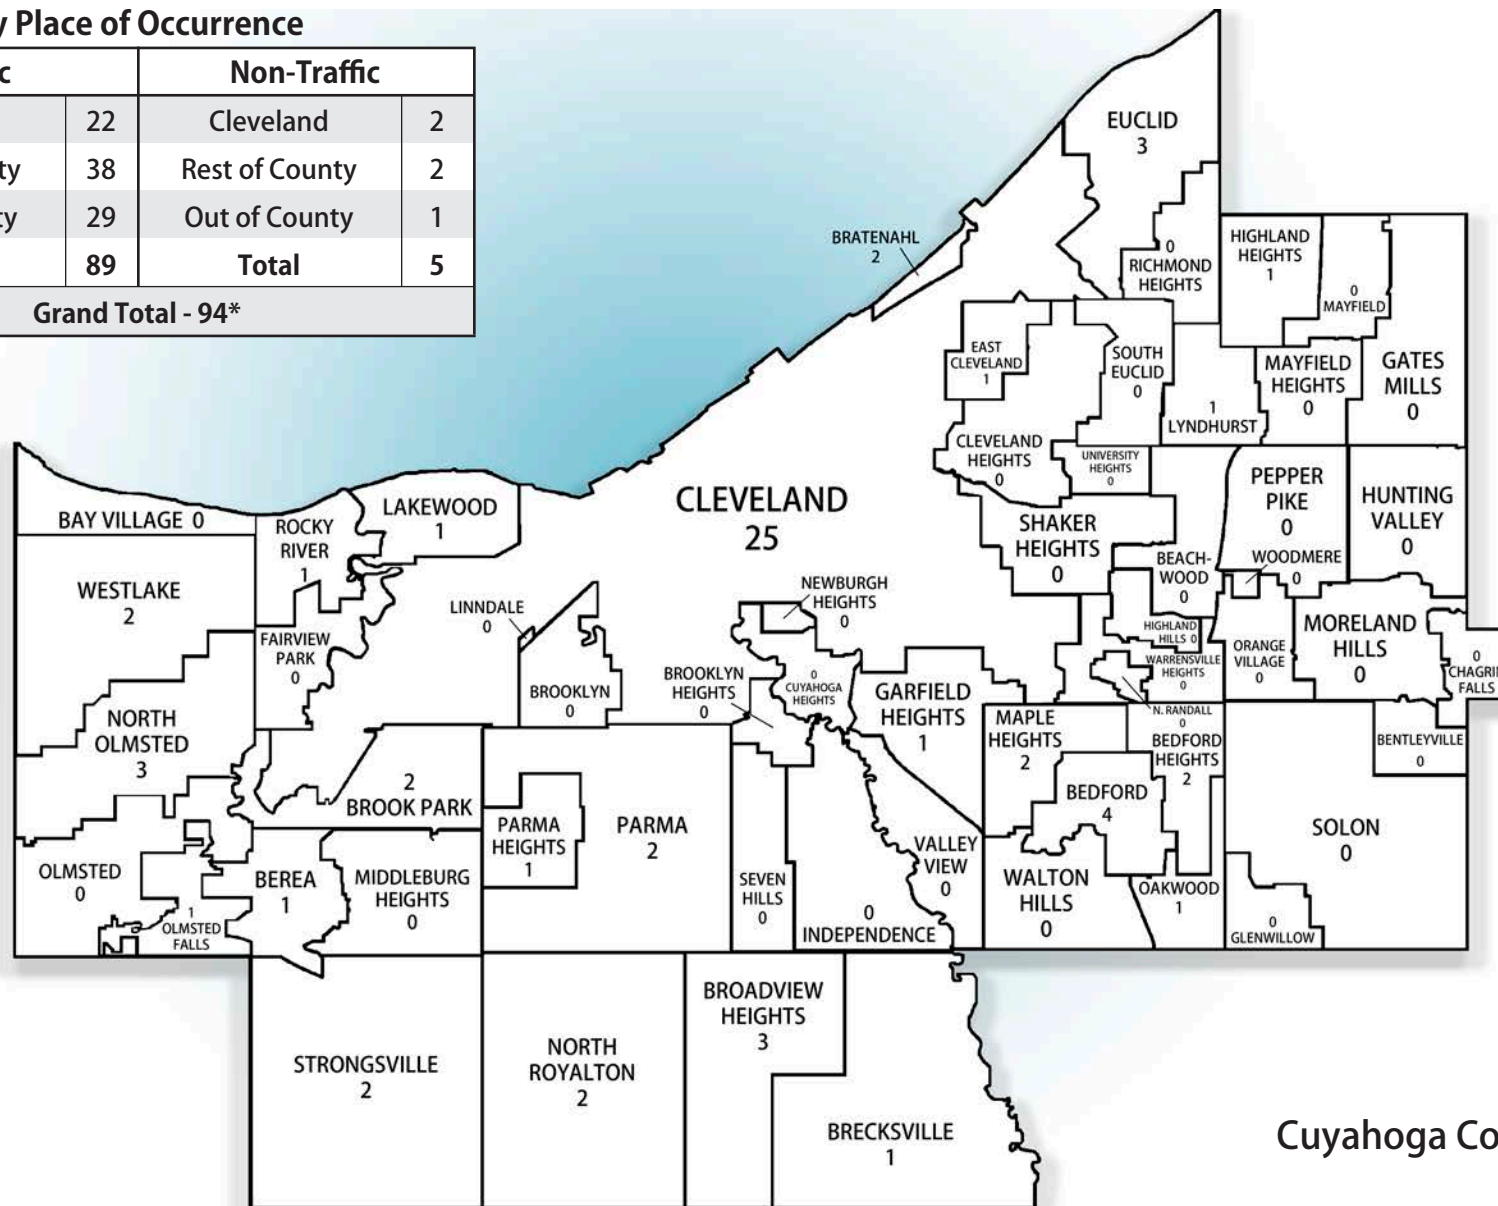 y Place of Occurrence
c Non-Traffic
22 Cleveland 2
ty 38 Rest of County 2
ty 29 Out of County 1
89 Total 5
Grand Total - 94*
EUCLID
3
BRATENAHL
2
0
RICHMOND
HEIGHTS
HIGHLAND
HEIGHTS
1
0
MAYFIELD
EAST
CLEVELAND
1
SOUTH
EUCLID
0
1
LYNDHURST
MAYFIELD
HEIGHTS
0
GATES
MILLS
0
CLEVELAND
HEIGHTS
0
UNIVERSITY
HEIGHTS
0
PEPPER
PIKE
0
HUNTING
VALLEY
0
BAY VILLAGE 0
ROCKY
RIVER
1
LAKEWOOD
1
CLEVELAND
25
SHAKER
HEIGHTS
0
BEACH-
WOOD
0
WOODMERE
0
WESTLAKE
2
LINNDALE
0
NEWBURGH
HEIGHTS
0
HIGHLAND
HILLS 0
ORANGE
VILLAGE
0
MORELAND
HILLS
0
0
CHAGRI
FALLS
FAIRVIEW
PARK
0
BROOKLYN
0
BROOKLYN
HEIGHTS
0
0
CUYAHOGA
HEIGHTS
GARFIELD
HEIGHTS
1
WARRENSVILLE
HEIGHTS
0
N. RANDALL
0
NORTH
OLMSTED
3
MAPLE
HEIGHTS
2
BEDFORD
HEIGHTS
2
BENTLEYVILLE
0
2
BROOK PARK
PARMA
HEIGHTS
1
PARMA
2
BEDFORD
4
SOLON
0
OLMSTED
0
1
OLMSTED
FALLS
BEREA
1
MIDDLEBURG
HEIGHTS
0
SEVEN
HILLS
0
0
INDEPENDENCE
VALLEY
VIEW
0
WALTON
HILLS
0
OAKWOOD
1
0
GLENWILLOW
STRONGSVILLE
2
NORTH
ROYALTON
2
BROADVIEW
HEIGHTS
3
BRECKSVILLE
1
Cuyahoga Co